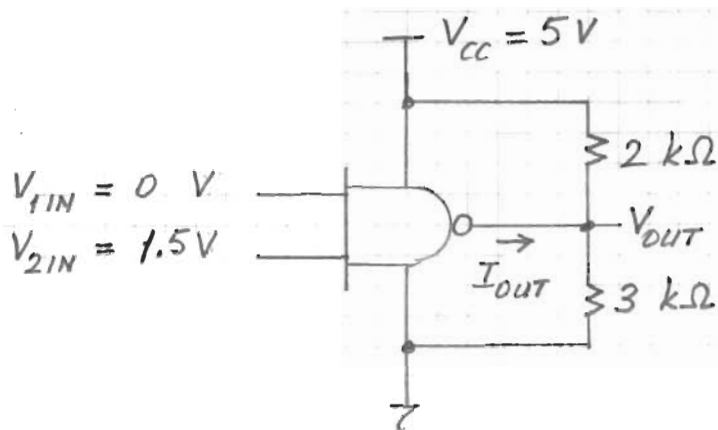 V_CC = 5 V
2 kΩ
V_1IN = 0 V
V_2IN = 1.5 V
V_OUT
I_OUT
3 kΩ